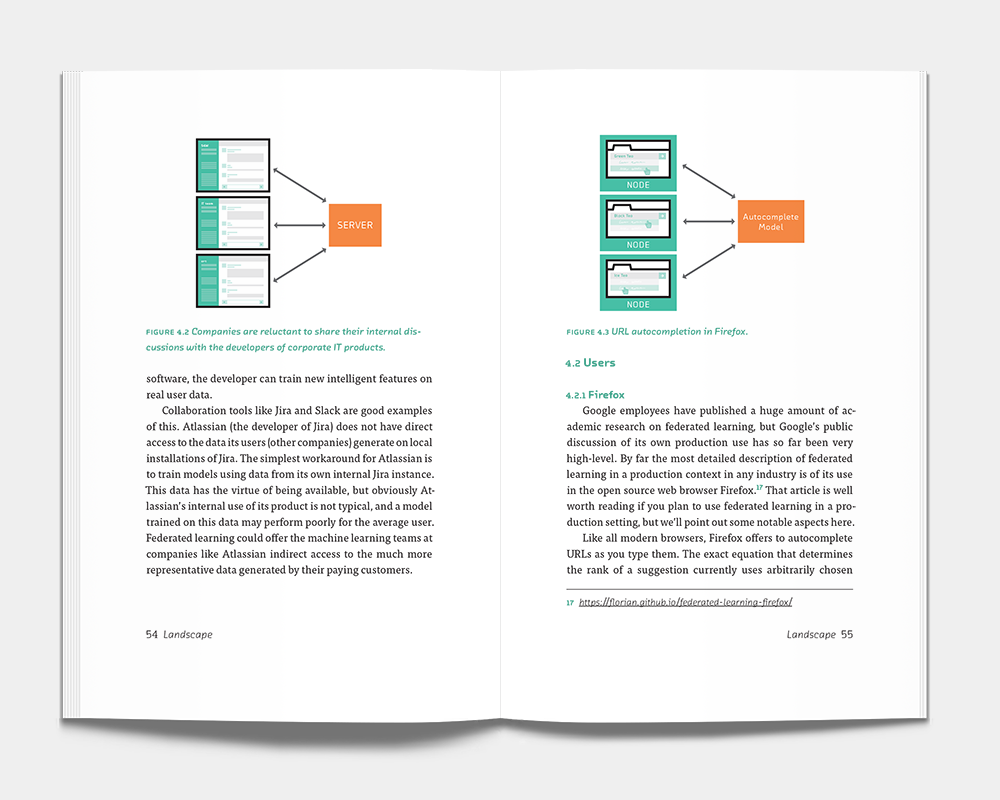 SERVER
FIGURE 4.2 Companies are reluctant to share their internal dis-
cussions with the developers of corporate IT products.
software, the developer can train new intelligent features on
real user data.
Collaboration tools like Jira and Slack are good examples
of this. Atlassian (the developer of Jira) does not have direct
access to the data its users (other companies) generate on local
installations of Jira. The simplest workaround for Atlassian is
to train models using data from its own internal Jira instance.
This data has the virtue of being available, but obviously At-
lassian's internal use of its product is not typical, and a model
trained on this data may perform poorly for the average user.
Federated learning could offer the machine learning teams at
companies like Atlassian indirect access to the much more
representative data generated by their paying customers.
54 Landscape
Green Tea
NODE
Black Tea
NODE
Ice Tea
NODE
Autocomplete
Model
FIGURE 4.3 URL autocompletion in Firefox.
4.2 Users
4.2.1 Firefox
Google employees have published a huge amount of ac-
ademic research on federated learning, but Google's public
discussion of its own production use has so far been very
high-level. By far the most detailed description of federated
learning in a production context in any industry is of its use
in the open source web browser Firefox.17 That article is well
worth reading if you plan to use federated learning in a pro-
duction setting, but we'll point out some notable aspects here.
Like all modern browsers, Firefox offers to autocomplete
URLs as you type them. The exact equation that determines
the rank of a suggestion currently uses arbitrarily chosen
17 https://florian.github.io/federated-learning-firefox/
Landscape 55